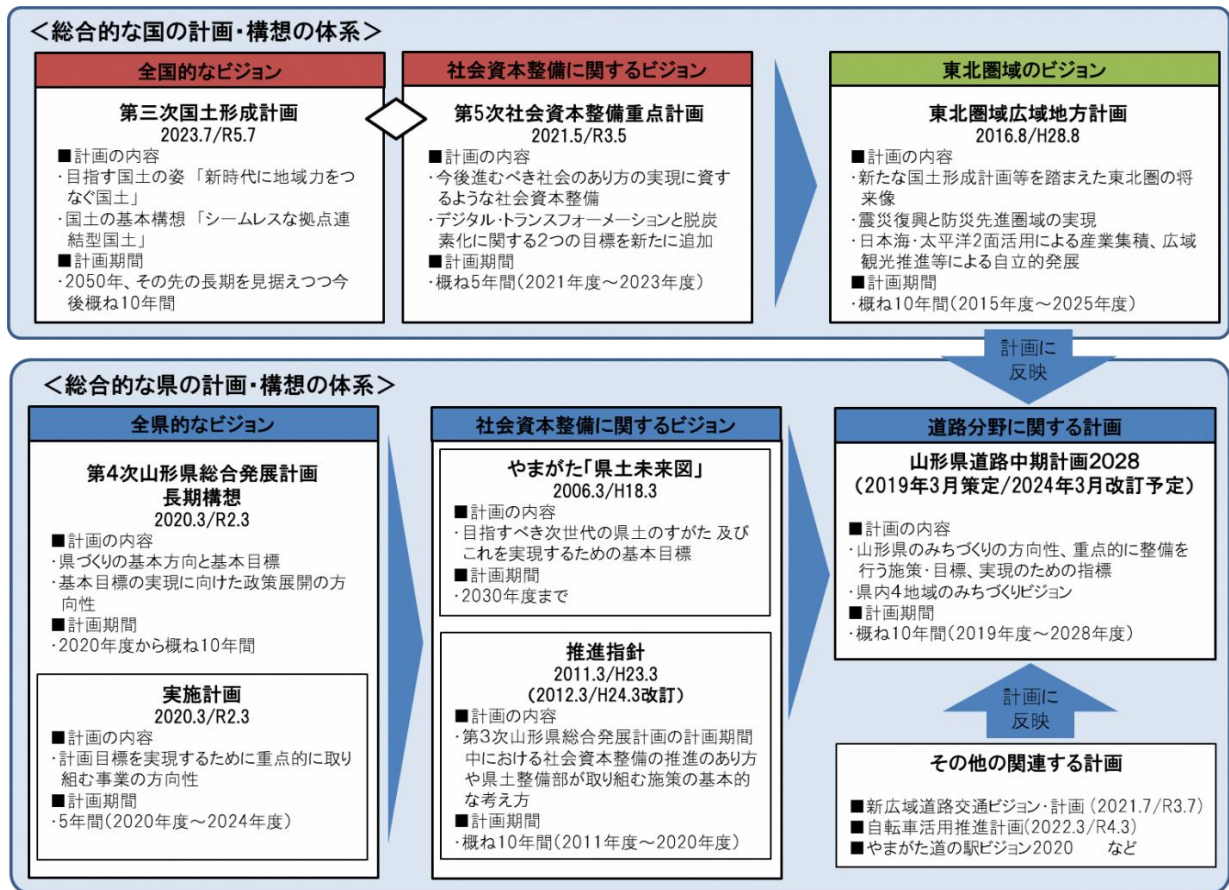 ＜総合的な国の計画・構想の体系＞
全国的なビジョン
第三次国土形成計画
2023.7/R5.7
■計画の内容
・目指す国土の姿 「新時代に地域力をつ
なぐ国土」
・国土の基本構想 「シームレスな拠点連
結型国土」
■計画期間
・2050年、その先の長期を見据えつつ今
後概ね10年間
社会資本整備に関するビジョン
第5次社会資本整備重点計画
2021.5/R3.5
■計画の内容
・今後進むべき社会のあり方の実現に資す
るような社会資本整備
・デジタル・トランスフォーメーションと脱炭
素化に関する2つの目標を新たに追加
■計画期間
・概ね5年間(2021年度～2023年度)
東北圏域のビジョン
東北圏域広域地方計画
2016.8/H28.8
■計画の内容
・新たな国土形成計画等を踏まえた東北圏の将
来像
・震災復興と防災先進圏域の実現
・日本海・太平洋2面活用による産業集積、広域
観光推進等による自立的発展
■計画期間
・概ね10年間(2015年度～2025年度)
計画に
反映
＜総合的な県の計画・構想の体系＞
全県的なビジョン
第4次山形県総合発展計画
長期構想
2020.3/R2.3
■計画の内容
・県づくりの基本方向と基本目標
・基本目標の実現に向けた政策展開の方
向性
■計画期間
・2020年度から概ね10年間
実施計画
2020.3/R2.3
■計画の内容
・計画目標を実現するために重点的に取り
組む事業の方向性
■計画期間
・5年間(2020年度～2024年度)
社会資本整備に関するビジョン
やまがた「県土未来図」
2006.3/H18.3
■計画の内容
・目指すべき次世代の県土のすがた 及び
これを実現するための基本目標
■計画期間
・2030年度まで
推進指針
2011.3/H23.3
(2012.3/H24.3改訂)
■計画の内容
・第3次山形県総合発展計画の計画期間
中における社会資本整備の推進のあり方
や県土整備部が取り組む施策の基本的
な考え方
■計画期間
・概ね10年間(2011年度～2020年度)
道路分野に関する計画
山形県道路中期計画2028
(2019年3月策定/2024年3月改訂予定)
■計画の内容
・山形県のみちづくりの方向性、重点的に整備を
行う施策・目標、実現のための指標
・県内4地域のみちづくりビジョン
■計画期間
・概ね10年間(2019年度～2028年度)
計画に
反映
その他の関連する計画
■新広域道路交通ビジョン・計画 (2021.7/R3.7)
■自転車活用推進計画(2022.3/R4.3)
■やまがた道の駅ビジョン2020 など